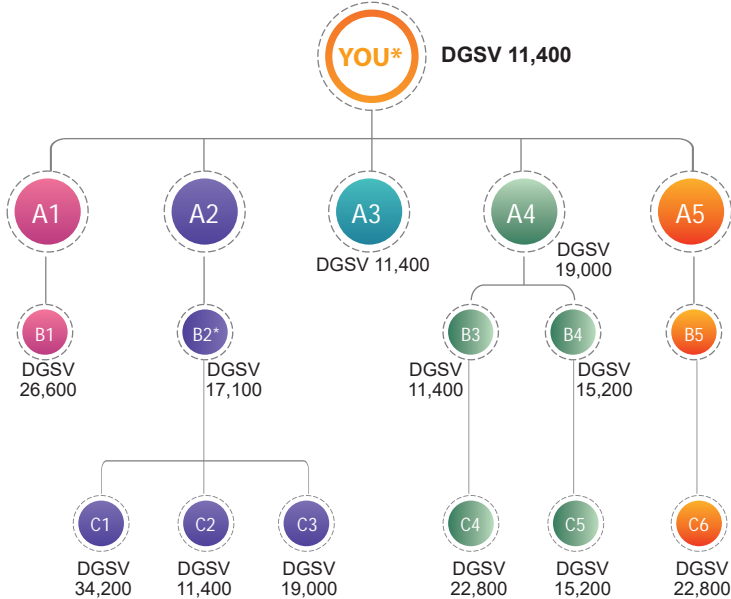 YOU*
DGSV 11,400
A1
A2
A3
A4
A5
DGSV 11,400
DGSV
19,000
B1
B2*
B3
B4
B5
DGSV
26,600
DGSV
17,100
DGSV
11,400
DGSV
15,200
C1
C2
C3
C4
C5
C6
DGSV
34,200
DGSV
11,400
DGSV
19,000
DGSV
22,800
DGSV
15,200
DGSV
22,800